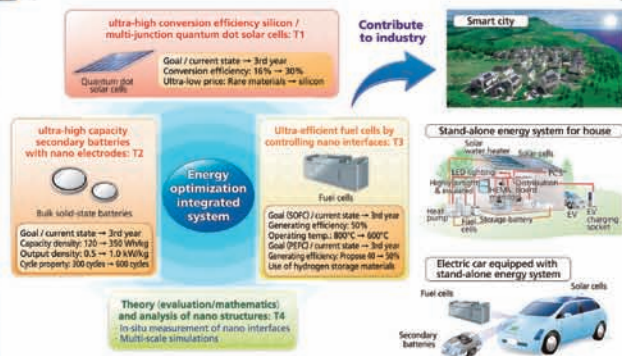 ultra-high conversion efficiency silicon /
multi-junction quantum dot solar cells: T1
Quantum dot
solar cells
Goal / current state → 3rd year
Conversion efficiency: 16% → 30%
Ultra-low price: Rare materials → silicon
Contribute
to industry
Smart city
ultra-high capacity
secondary batteries
with nano electrodes: T2
Bulk solid-state batteries
Goal / current state → 3rd year
Capacity density: 120 → 350 Wh/kg
Output density: 0.5 → 1.0 kW/kg
Cycle property: 300 cycles → 600 cycles
Energy
optimization
integrated
system
Ultra-efficient fuel cells by
controlling nano interfaces: T3
Fuel cells
Goal (SOFC) / current state → 3rd year
Generating efficiency: 50%
Operating temp.: 800°C → 600°C
Goal (PEFC) / current state → 3rd year
Generating efficiency: Propose 40 → 50%
Use of hydrogen storage materials
Theory (evaluation/mathematics)
and analysis of nano structures: T4
- In-situ measurement of nano interfaces
- Multi-scale simulations
Stand-alone energy system for house
Solar
water heater
Solar cells
LED lighting
PCS
Highly airtight
& insulated
HEMS
Distribution
board
Heat
pump
Fuel
cells
Storage battery
EV
EV
charging
socket
Electric car equipped with
stand-alone energy system
Fuel cells
Solar cells
Secondary
batteries